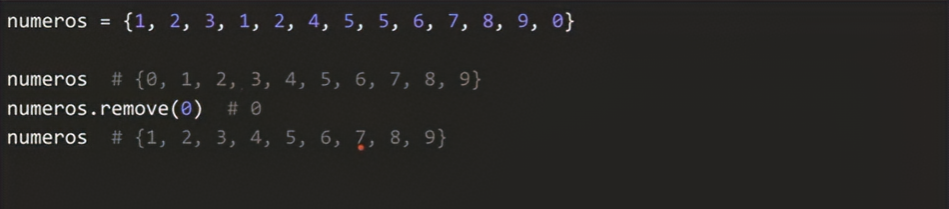 numeros = {1, 2, 3, 1, 2, 4, 5, 5, 6, 7, 8, 9, 0}
numeros # {0, 1, 2, 3, 4, 5, 6, 7, 8, 9}
numeros.remove(0) # 0
numeros # {1, 2, 3, 4, 5, 6, 7, 8, 9}